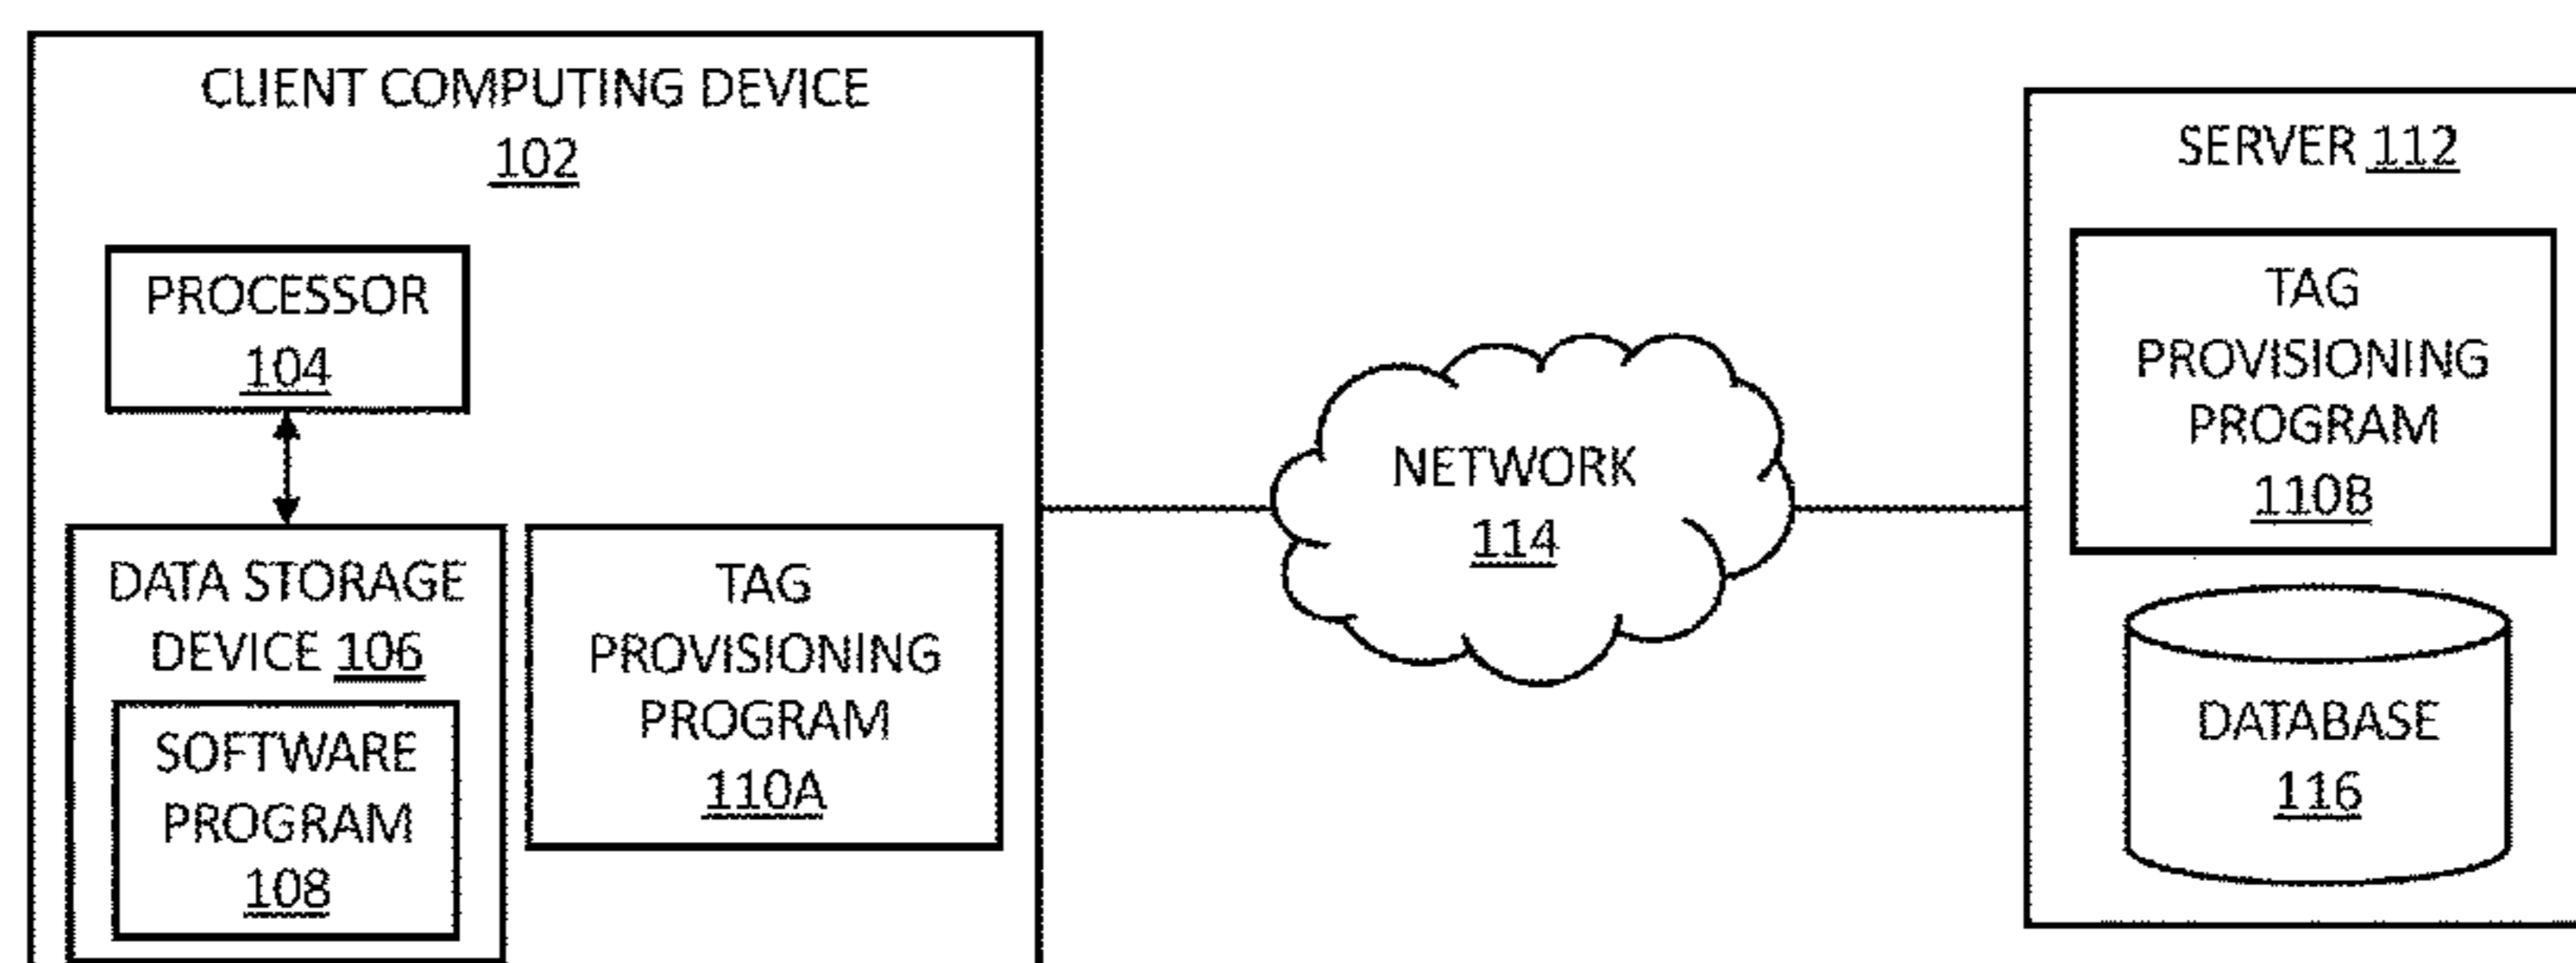 CLIENT COMPUTING DEVICE
102
PROCESSOR
104
DATA STORAGE
DEVICE 106
SOFTWARE
PROGRAM
108
TAG
PROVISIONING
PROGRAM
110A
NETWORK
114
SERVER 112
TAG
PROVISIONING
PROGRAM
110B
DATABASE
116